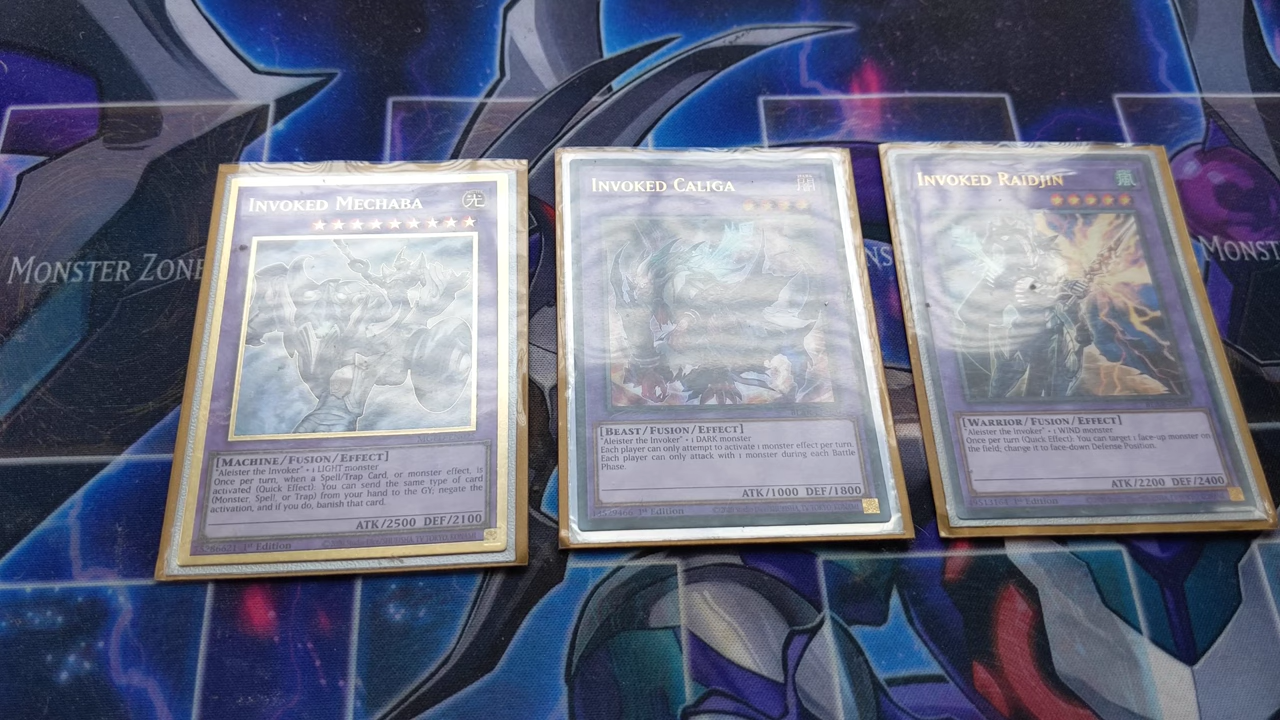 MONSTER ZONE
INVOKED MECHABA
光
[MACHINE/FUSION/EFFECT]
"Aleister the Invoker" + 1 LIGHT monster
Once per turn, when a Spell/Trap Card, or monster effect, is
activated (Quick Effect): You can send the same type of card
(Monster, Spell, or Trap) from your hand to the GY; negate the
activation, and if you do, banish that card.
ATK/2500 DEF/2100
1st Edition
INVOKED CALIGA
闇
[BEAST/FUSION/EFFECT]
"Aleister the Invoker" + 1 DARK monster
Each player can only attempt to activate 1 monster effect per turn.
Each player can only attack with 1 monster during each Battle
Phase.
ATK/1000 DEF/1800
1st Edition
INVOKED RAIDJIN
風
[WARRIOR/FUSION/EFFECT]
"Aleister the Invoker" + 1 WIND monster
Once per turn (Quick Effect): You can target 1 face-up monster on
the field; change it to face-down Defense Position.
ATK/2200 DEF/2400
1st Edition
MONST